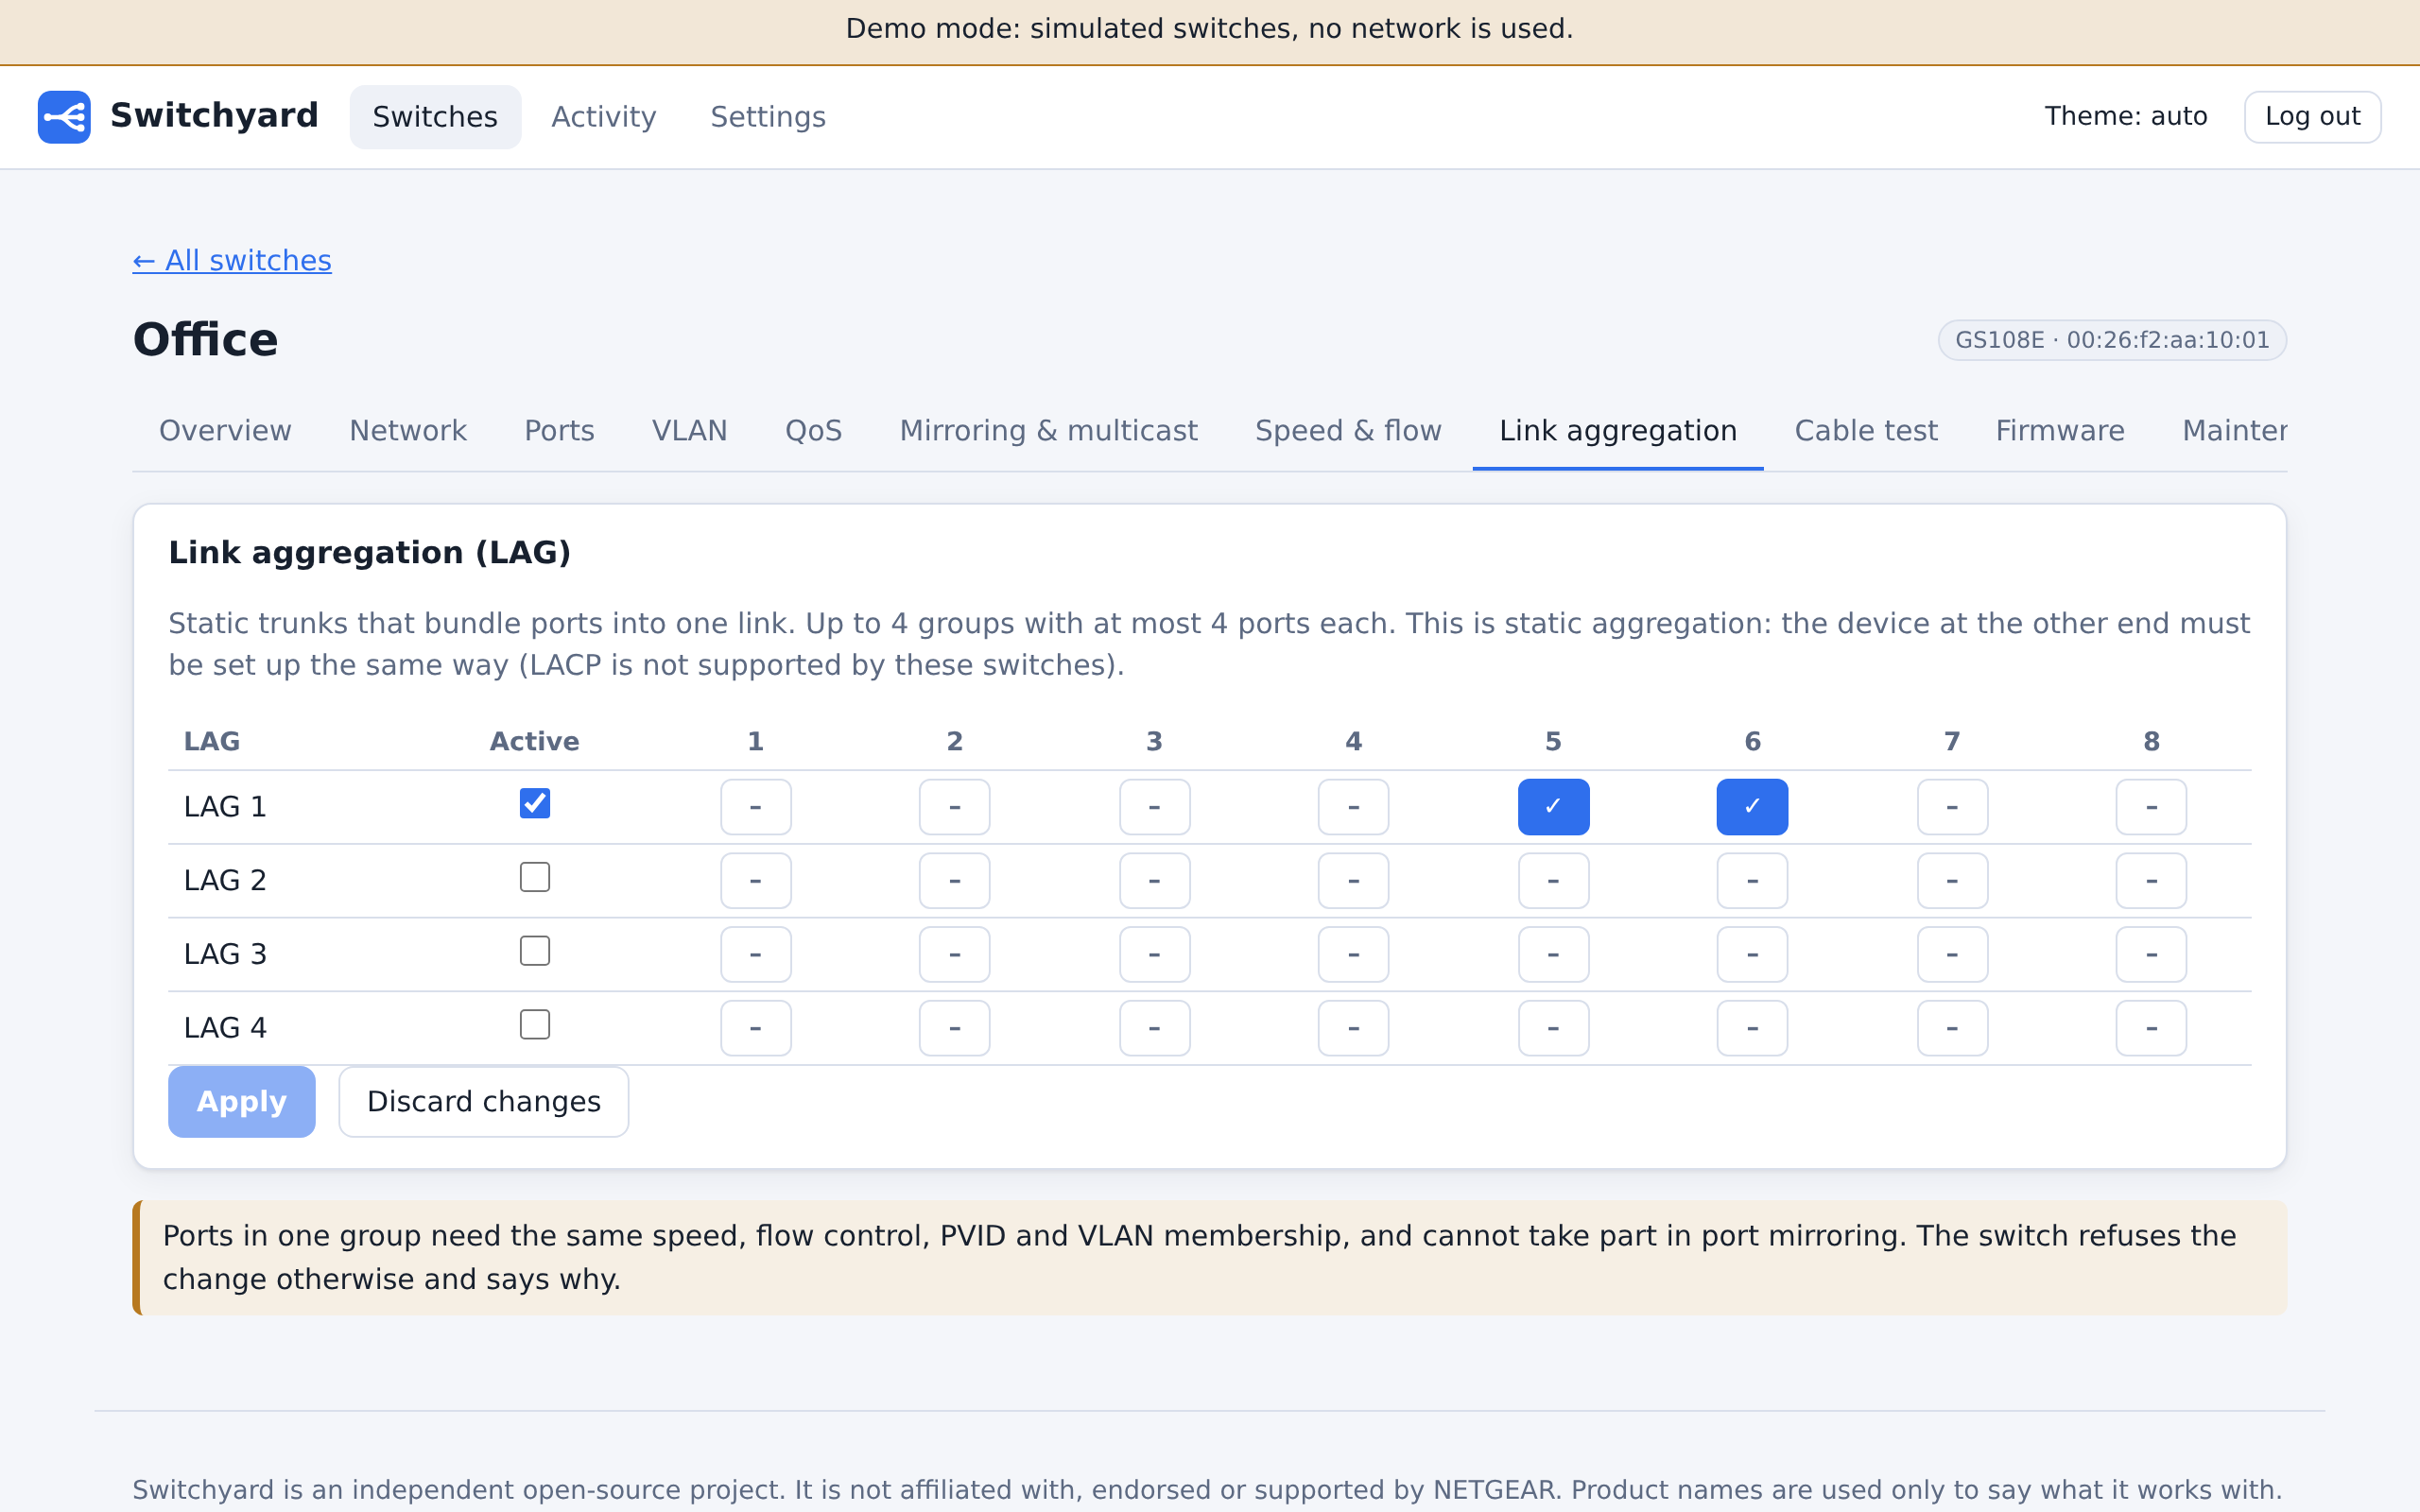 Demo mode: simulated switches, no network is used.
Switchyard Switches Activity Settings Theme: auto Log out
← All switches
Office GS108E · 00:26:f2:aa:10:01
Overview Network Ports VLAN QoS Mirroring & multicast Speed & flow Link aggregation Cable test Firmware Mainter
Link aggregation (LAG)
Static trunks that bundle ports into one link. Up to 4 groups with at most 4 ports each. This is static aggregation: the device at the other end must
be set up the same way (LACP is not supported by these switches).
LAG Active 1 2 3 4 5 6 7 8
LAG 1 – – – – ✓ ✓ – –
LAG 2 – – – – – – – –
LAG 3 – – – – – – – –
LAG 4 – – – – – – – –
Apply Discard changes
Ports in one group need the same speed, flow control, PVID and VLAN membership, and cannot take part in port mirroring. The switch refuses the
change otherwise and says why.
Switchyard is an independent open-source project. It is not affiliated with, endorsed or supported by NETGEAR. Product names are used only to say what it works with.